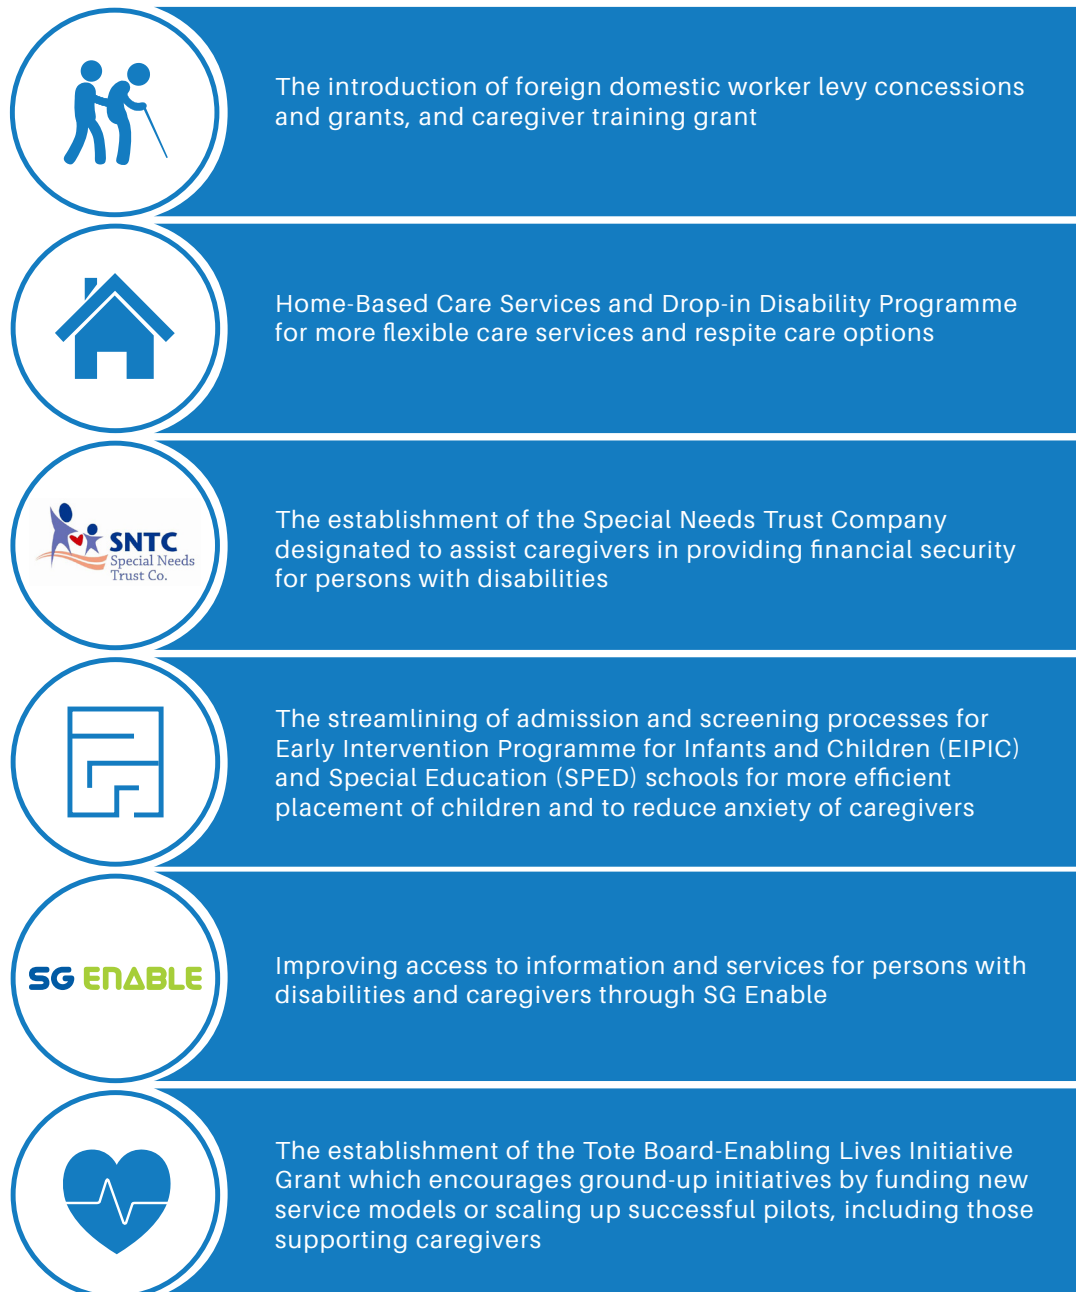 The introduction of foreign domestic worker levy concessions
and grants, and caregiver training grant
Home-Based Care Services and Drop-in Disability Programme
for more flexible care services and respite care options
SNTC
Special Needs
Trust Co.
The establishment of the Special Needs Trust Company
designated to assist caregivers in providing financial security
for persons with disabilities
The streamlining of admission and screening processes for
Early Intervention Programme for Infants and Children (EIPIC)
and Special Education (SPED) schools for more efficient
placement of children and to reduce anxiety of caregivers
SG ENABLE
Improving access to information and services for persons with
disabilities and caregivers through SG Enable
The establishment of the Tote Board-Enabling Lives Initiative
Grant which encourages ground-up initiatives by funding new
service models or scaling up successful pilots, including those
supporting caregivers